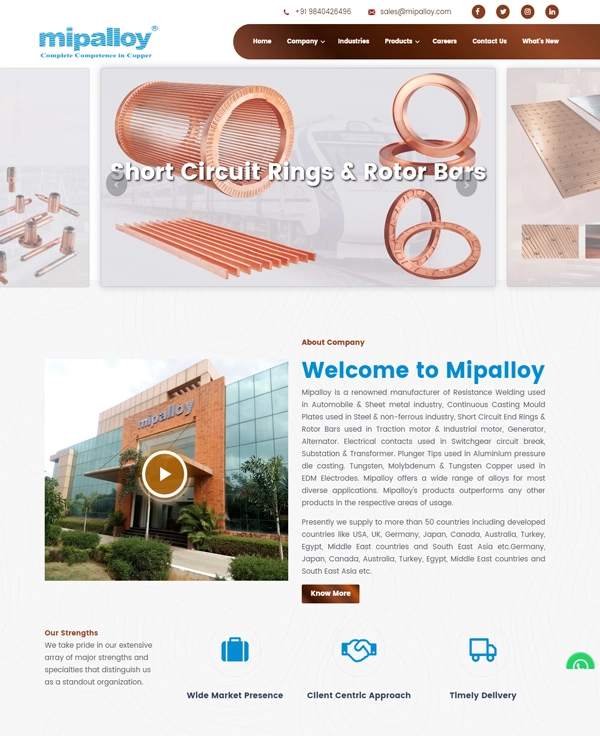 +91 9840426496 sales@mipalloy.com
mipalloy®
Complete Competence in Copper
Home Company Industries Products Careers Contact Us What's New
Short Circuit Rings & Rotor Bars
About Company
Welcome to Mipalloy
Mipalloy is a renowned manufacturer of Resistance Welding used
in Automobile & Sheet metal industry, Continuous Casting Mould
Plates used in Steel & non-ferrous industry, Short Circuit End Rings &
Rotor Bars used in Traction motor & Industrial motor, Generator,
Alternator. Electrical contacts used in Switchgear circuit break,
Substation & Transformer. Plunger Tips used in Aluminium pressure
die casting. Tungsten, Molybdenum & Tungsten Copper used in
EDM Electrodes. Mipalloy offers a wide range of alloys for most
diverse applications. Mipalloy's products outperforms any other
products in the respective areas of usage.
Presently we supply to more than 50 countries including developed
countries like USA, UK, Germany, Japan, Canada, Australia, Turkey,
Egypt, Middle East countries and South East Asia etc.Germany,
Japan, Canada, Australia, Turkey, Egypt, Middle East countries and
South East Asia etc.
Know More
mipalloy
Our Strengths
We take pride in our extensive
array of major strengths and
specialties that distinguish us
as a standout organization.
Wide Market Presence
Client Centric Approach
Timely Delivery